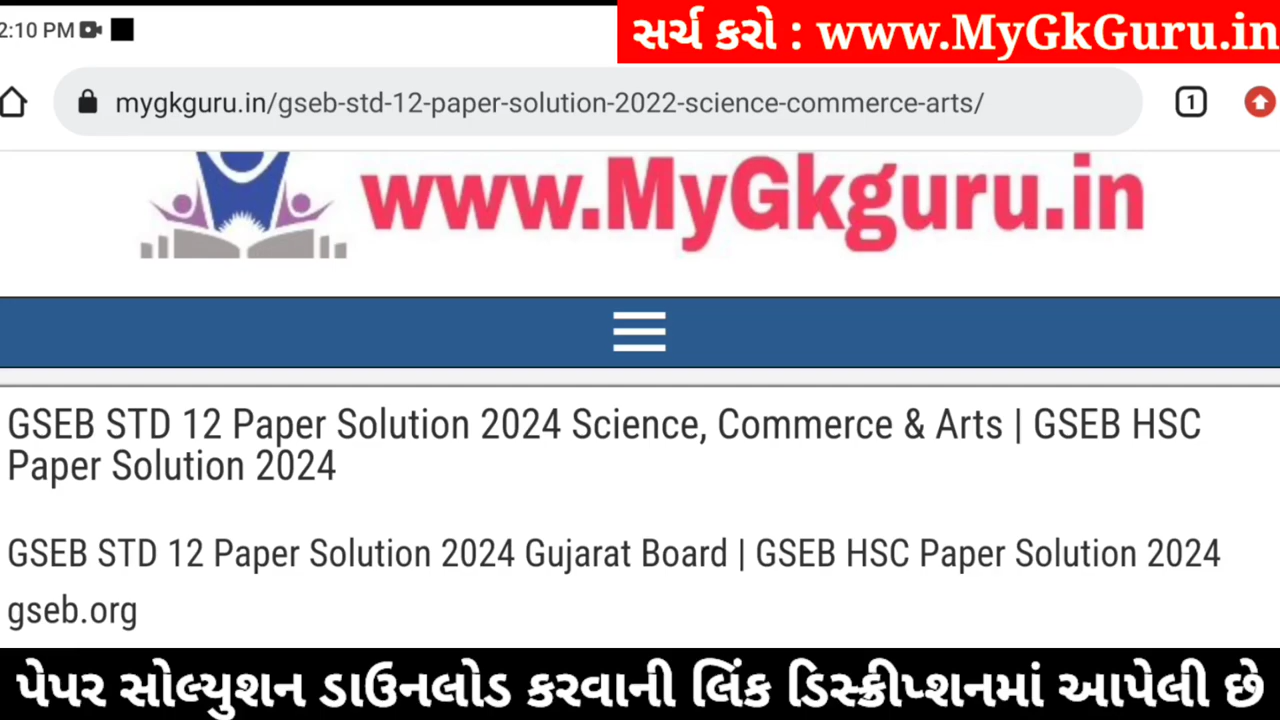 2:10 PM
સર્ચ કરો : www.MyGkGuru.in
mygkguru.in/gseb-std-12-paper-solution-2022-science-commerce-arts/
1
www.MyGkguru.in
GSEB STD 12 Paper Solution 2024 Science, Commerce & Arts | GSEB HSC
Paper Solution 2024
GSEB STD 12 Paper Solution 2024 Gujarat Board | GSEB HSC Paper Solution 2024
gseb.org
પેપર સોલ્યુશન ડાઉનલોડ કરવાની લિંક ડિસ્ક્રીપ્શનમાં આપેલી છે